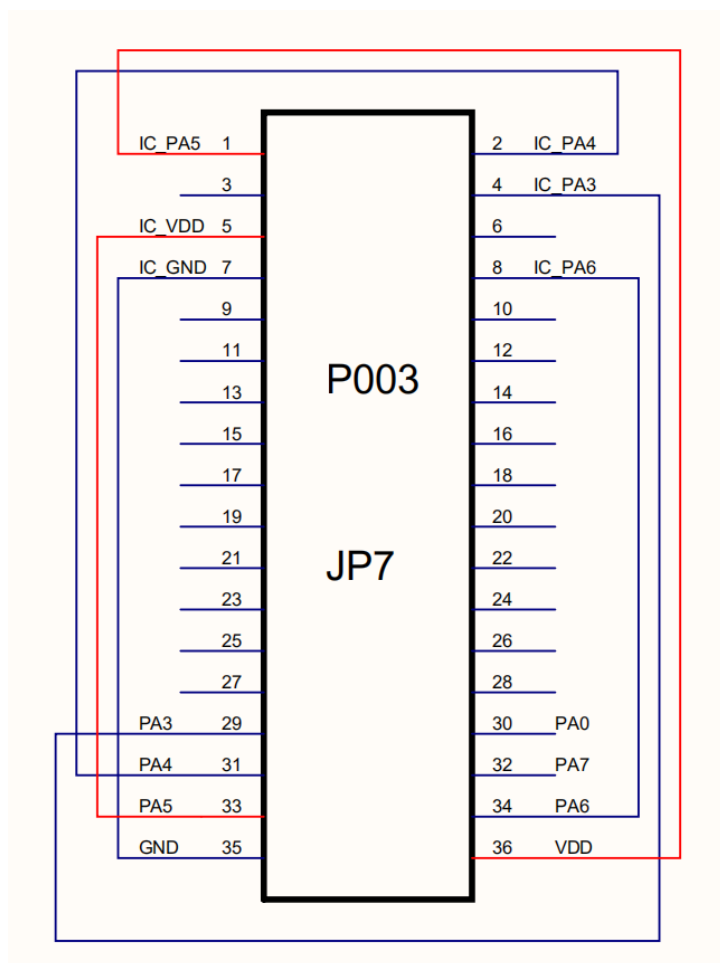 IC_PA5 1 2 IC_PA4
3 4 IC_PA3
IC_VDD 5 6
IC_GND 7 8 IC_PA6
9 10
11 12
P003
13 14
15 16
17 18
19 20
JP7
21 22
23 24
25 26
27 28
PA3 29 30 PA0
PA4 31 32 PA7
PA5 33 34 PA6
GND 35 36 VDD